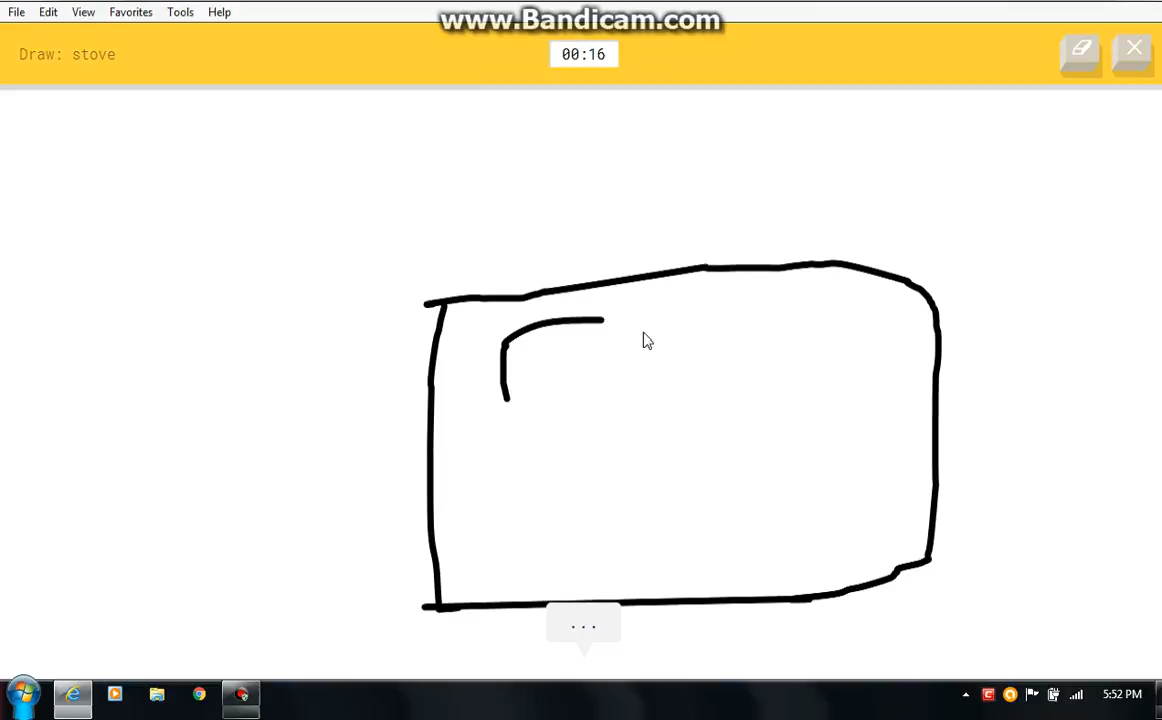 www.Bandicam.com
File Edit View Favorites Tools Help
Draw: stove
00:16
...
5:52 PM